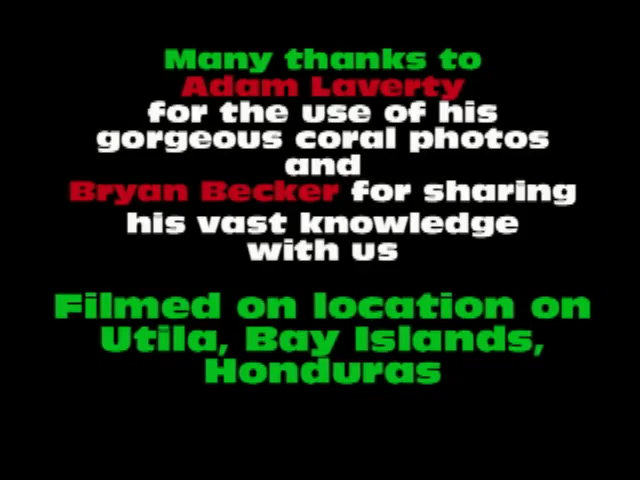 Many thanks to
Adam Laverty
for the use of his
gorgeous coral photos
and
Bryan Becker for sharing
his vast knowledge
with us
Filmed on location on
Utila, Bay Islands,
Honduras